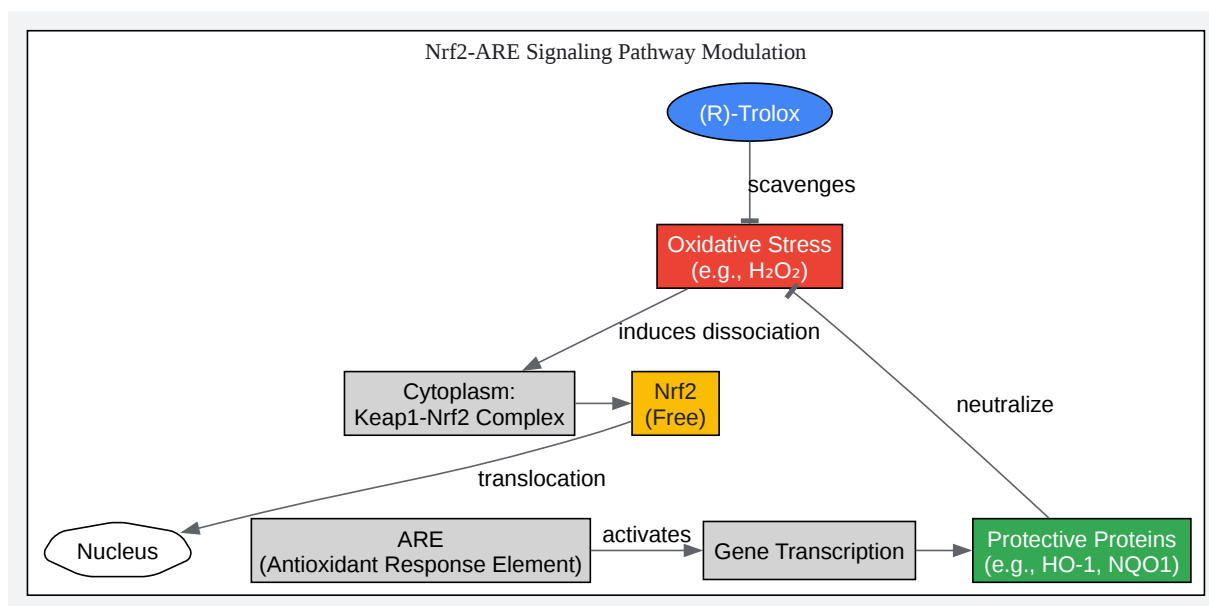 Nrf2-ARE Signaling Pathway Modulation
(R)-Trolox
scavenges
Oxidative Stress
(e.g., H₂O₂)
induces dissociation
Cytoplasm:
Keap1-Nrf2 Complex
Nrf2
(Free)
neutralize
translocation
Nucleus
ARE
(Antioxidant Response Element)
activates
Gene Transcription
Protective Proteins
(e.g., HO-1, NQO1)